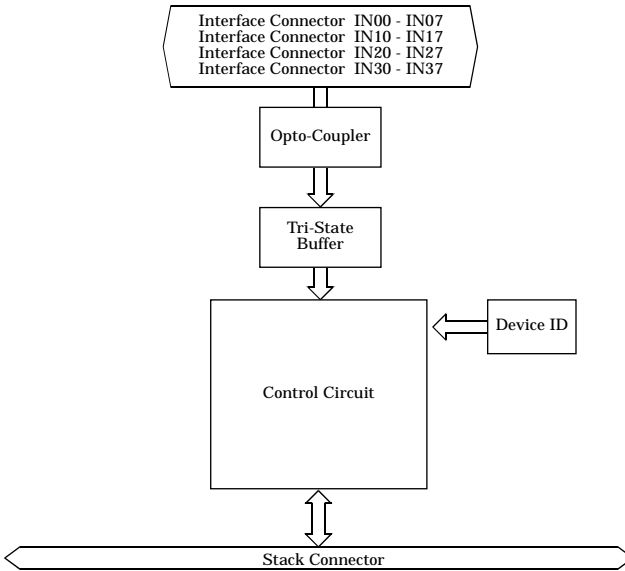 Interface Connector IN00 - IN07
Interface Connector IN10 - IN17
Interface Connector IN20 - IN27
Interface Connector IN30 - IN37
Opto-Coupler
Tri-State
Buffer
Device ID
Control Circuit
Stack Connector